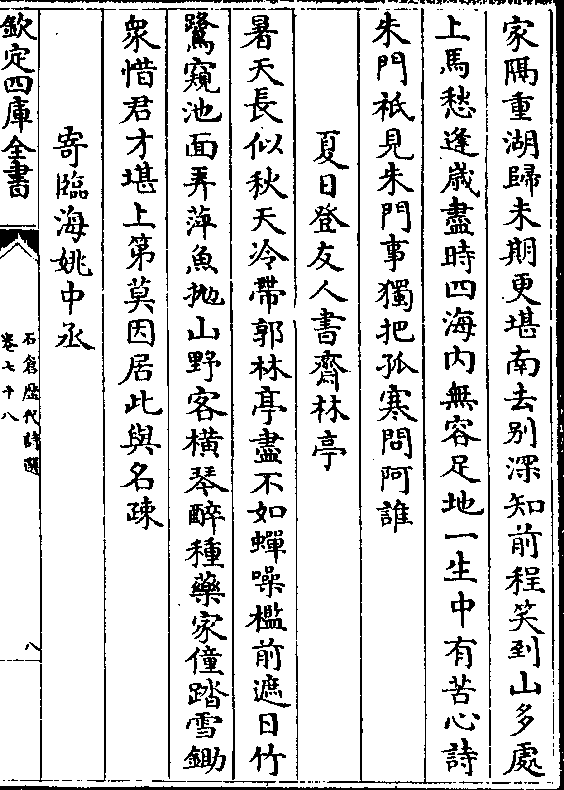 家隔重湖歸未期更堪南去别深知前程笑到山多處
上馬愁逢歳盡時四海内無容足地一生中有苦心詩
朱門祗見朱門事獨把孤寒問阿誰
夏日登友人書齋林亭
暑天長似秋天冷帶郭林亭盡不如蟬噪檻前遮日竹
鷺窺池面弄萍魚抛山野客横琴醉種藥家僮踏雪鋤
衆惜君才堪上第莫因居此與名疎
寄臨海姚中丞
欽定四庫全書
石倉歴代詩選
卷七十八
八